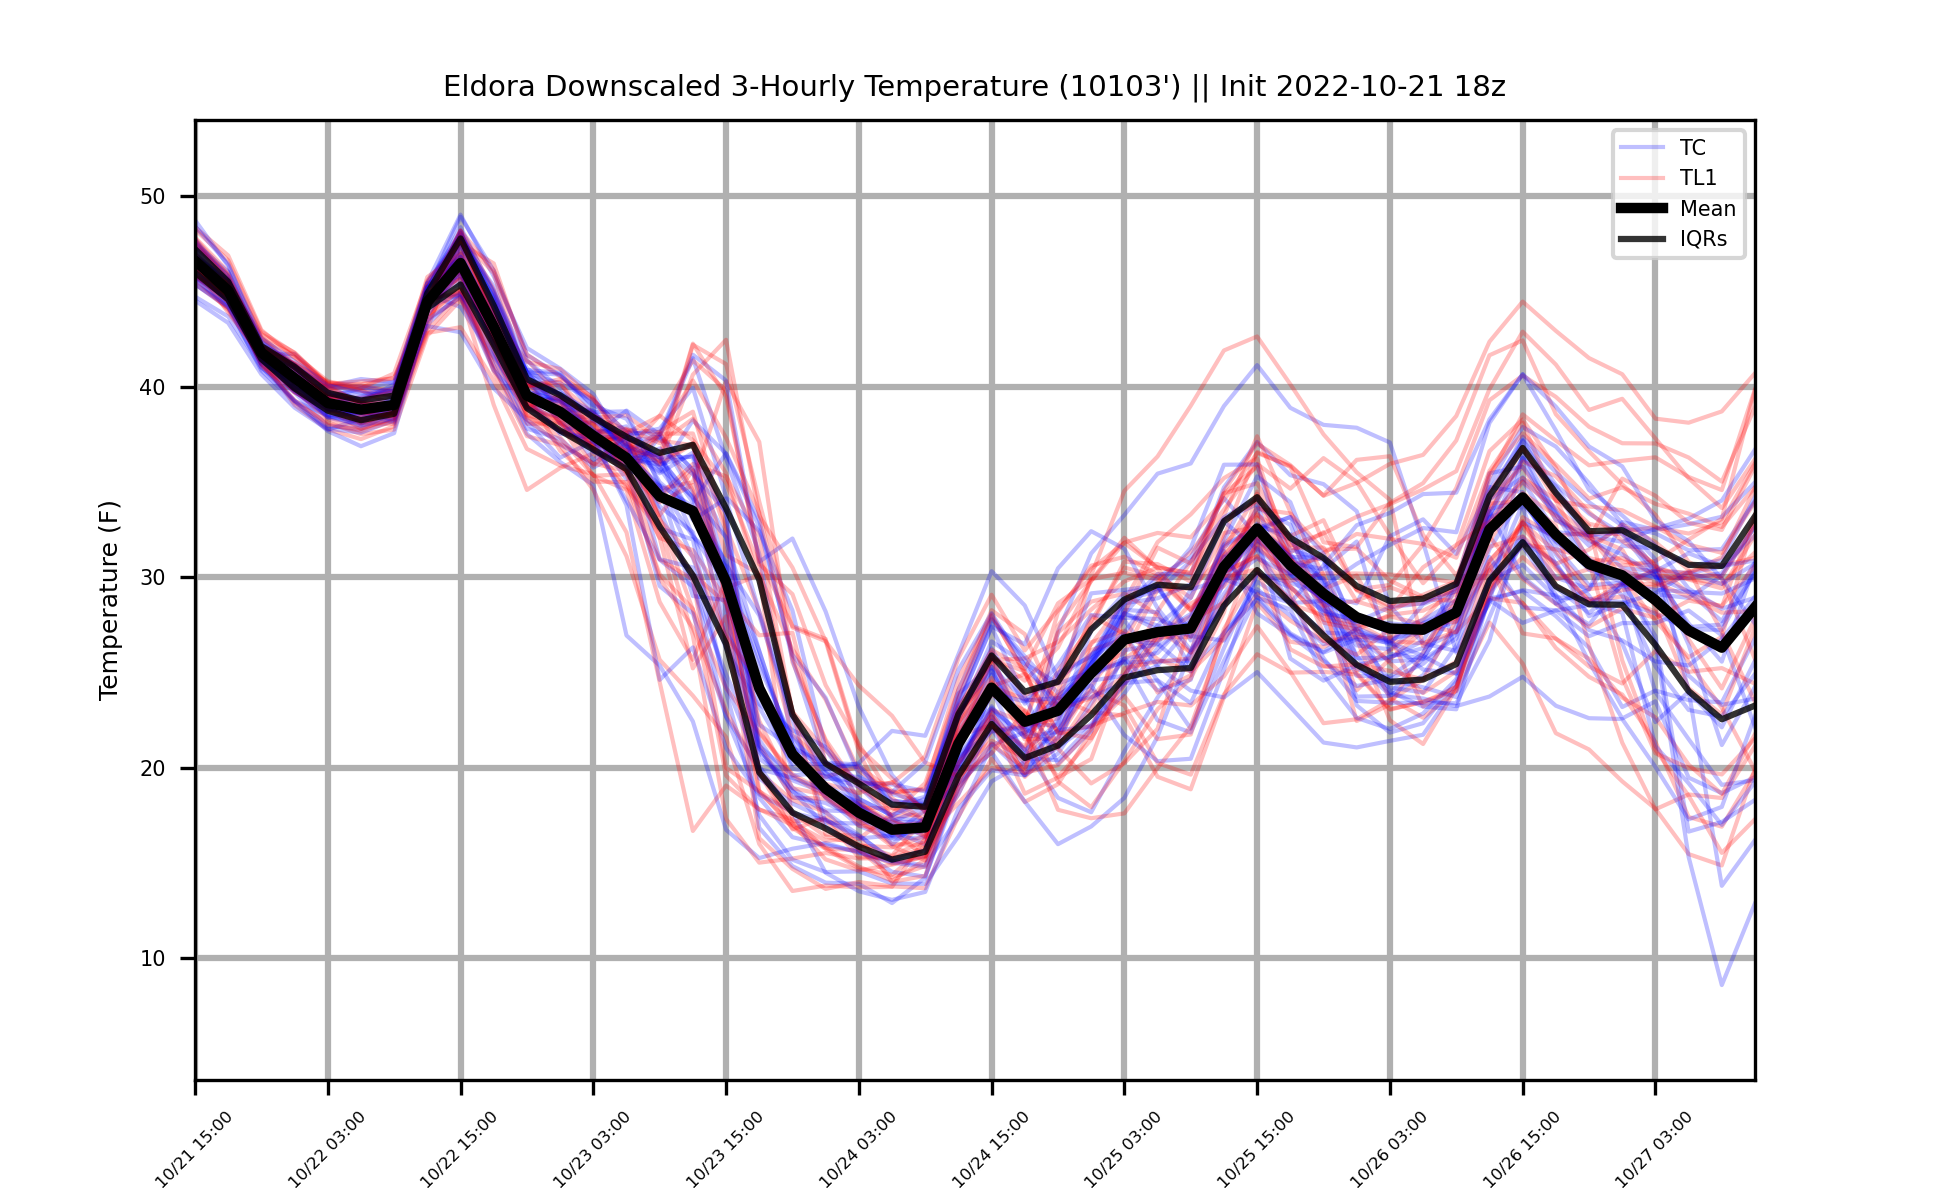 Eldora Downscaled 3-Hourly Temperature (10103') || Init 2022-10-21 18z
TC
TL1
Mean
IQRs
Temperature (F)
50
40
30
20
10
10/21 15:00
10/22 03:00
10/22 15:00
10/23 03:00
10/23 15:00
10/24 03:00
10/24 15:00
10/25 03:00
10/25 15:00
10/26 03:00
10/26 15:00
10/27 03:00